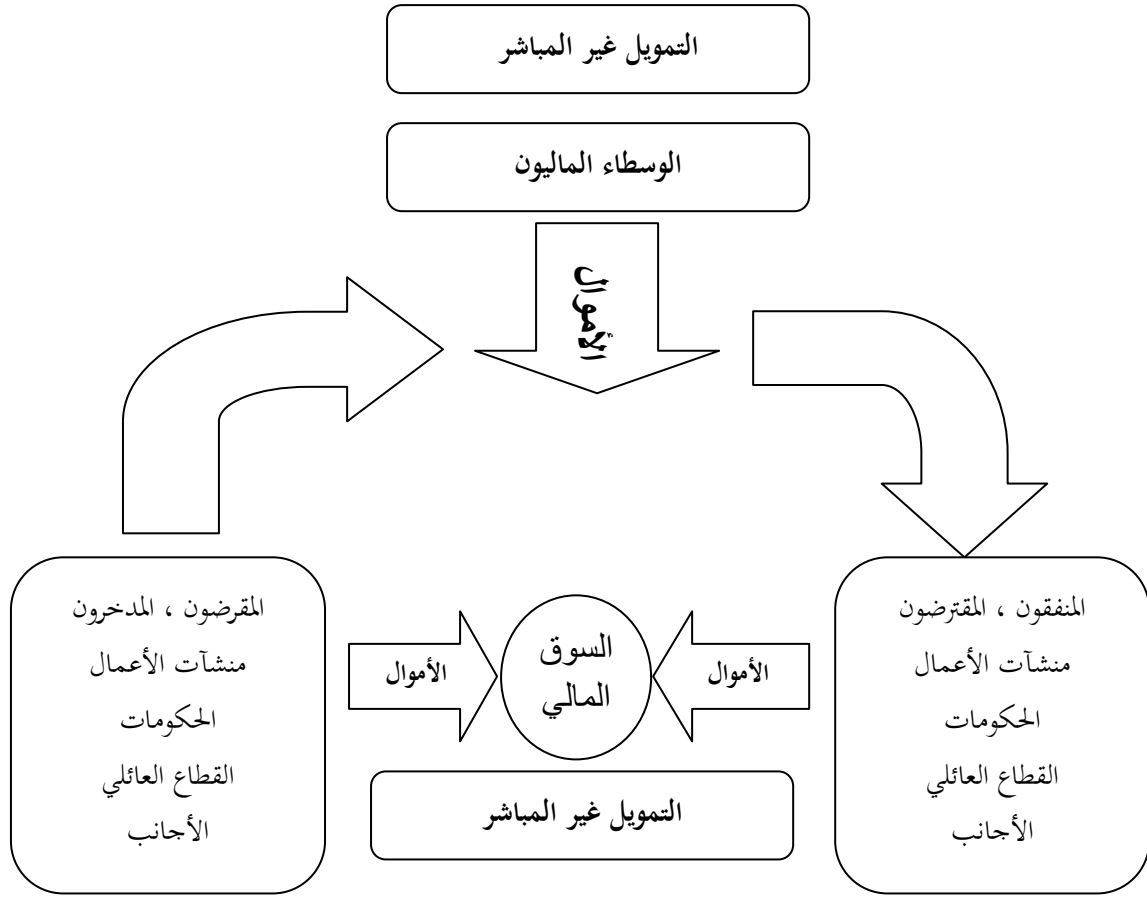 التمويل غير المباشر
الوسطاء الماليون
الأموال
المنفقون ، المقترضون
منشآت الأعمال
الحكومات
القطاع العائلي
الأجانب
الأموال
السوق
المالي
الأموال
المقرضون ، المدخرون
منشآت الأعمال
الحكومات
القطاع العائلي
الأجانب
التمويل غير المباشر